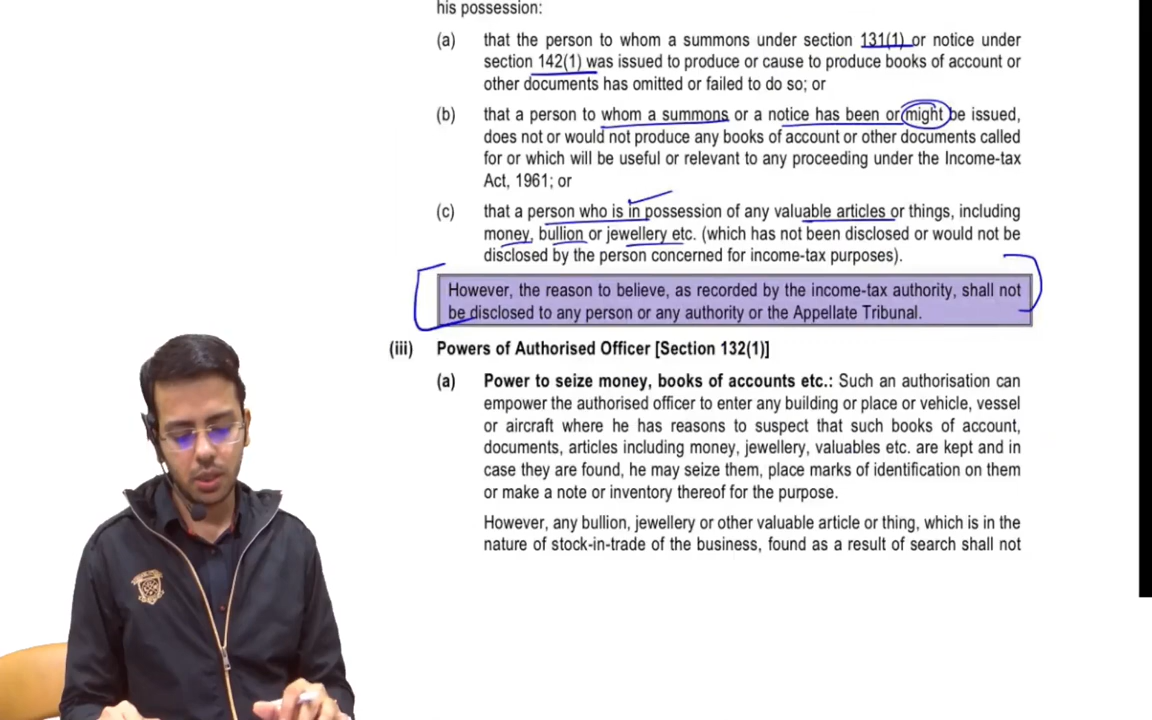 his possession:
(a) that the person to whom a summons under section 131(1) or notice under
section 142(1) was issued to produce or cause to produce books of account or
other documents has omitted or failed to do so; or
(b) that a person to whom a summons or a notice has been or might be issued,
does not or would not produce any books of account or other documents called
for or which will be useful or relevant to any proceeding under the Income-tax
Act, 1961; or
(c) that a person who is in possession of any valuable articles or things, including
money, bullion or jewellery etc. (which has not been disclosed or would not be
disclosed by the person concerned for income-tax purposes).
However, the reason to believe, as recorded by the income-tax authority, shall not
be disclosed to any person or any authority or the Appellate Tribunal.
(iii) Powers of Authorised Officer [Section 132(1)]
(a) Power to seize money, books of accounts etc.: Such an authorisation can
empower the authorised officer to enter any building or place or vehicle, vessel
or aircraft where he has reasons to suspect that such books of account,
documents, articles including money, jewellery, valuables etc. are kept and in
case they are found, he may seize them, place marks of identification on them
or make a note or inventory thereof for the purpose.
However, any bullion, jewellery or other valuable article or thing, which is in the
nature of stock-in-trade of the business, found as a result of search shall not